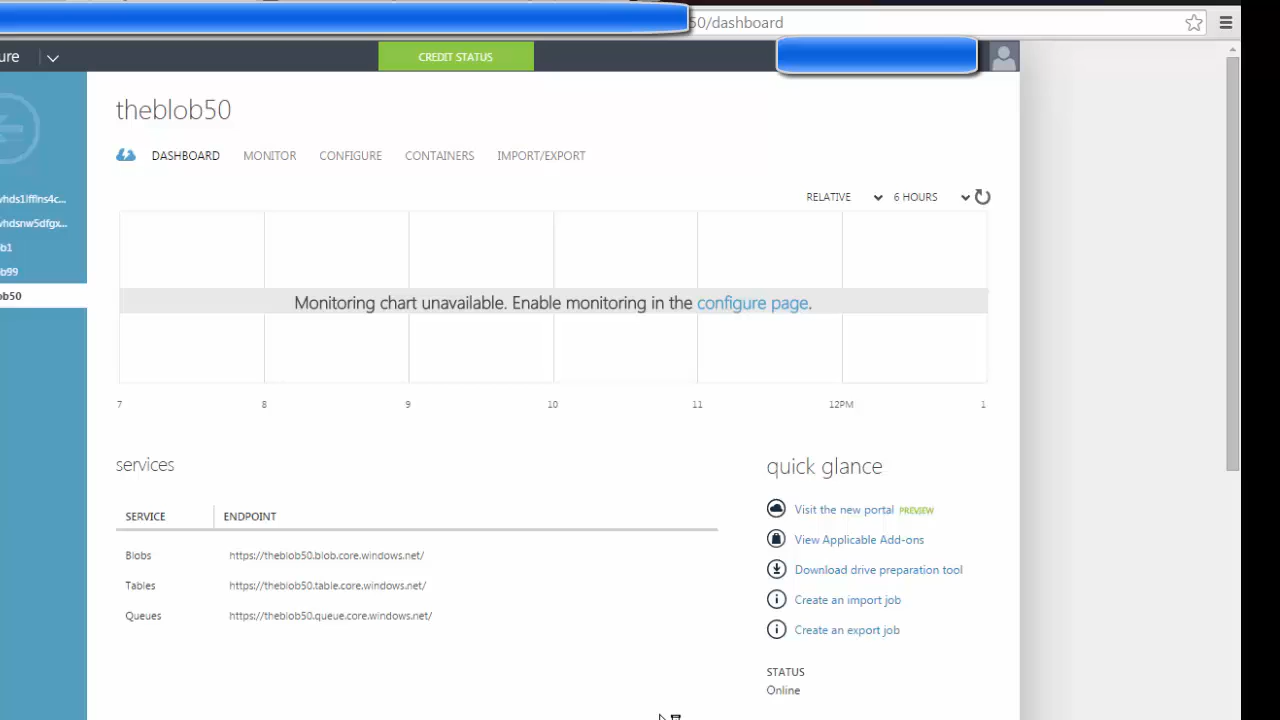 50/dashboard
ure
CREDIT STATUS
theblob50
DASHBOARD MONITOR CONFIGURE CONTAINERS IMPORT/EXPORT
RELATIVE 6 HOURS
b1
b99
ob50
Monitoring chart unavailable. Enable monitoring in the configure page.
7 8 9 10 11 12PM 1
services
SERVICE ENDPOINT
Blobs https://theblob50.blob.core.windows.net/
Tables https://theblob50.table.core.windows.net/
Queues https://theblob50.queue.core.windows.net/
quick glance
Visit the new portal PREVIEW
View Applicable Add-ons
Download drive preparation tool
Create an import job
Create an export job
STATUS
Online